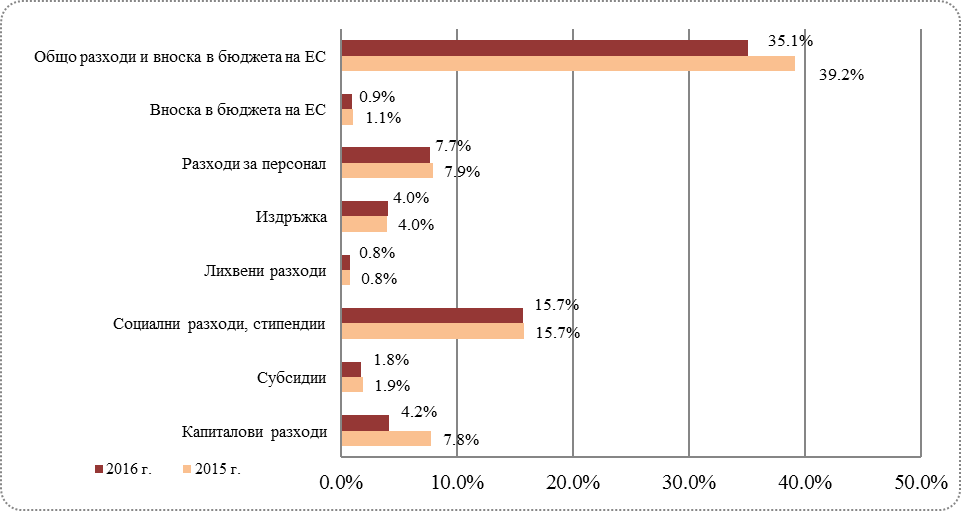 Общо разходи и вноска в бюджета на ЕС
35.1%
39.2%
Вноска в бюджета на ЕС
0.9%
1.1%
Разходи за персонал
7.7%
7.9%
Издръжка
4.0%
4.0%
Лихвени разходи
0.8%
0.8%
Социални разходи, стипендии
15.7%
15.7%
Субсидии
1.8%
1.9%
Капиталови разходи
4.2%
7.8%
2016 г. 2015 г.
0.0% 10.0% 20.0% 30.0% 40.0% 50.0%